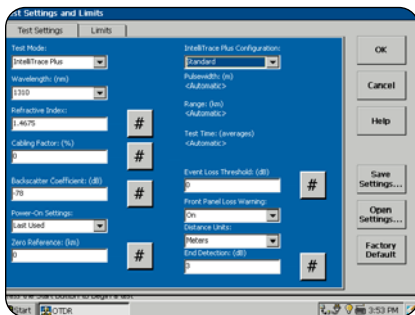 st Settings and Limits
Test Settings
Limits
Test Mode:
IntelliTrace Plus
Wavelength: (nm)
1310
Refractive Index:
1.4675
#
Cabling Factor: (%)
0
#
Backscatter Coefficient: (dB)
-78
#
Power-On Settings:
Last Used
Zero Reference: (km)
0
#
IntelliTrace Plus Configuration:
Standard
Pulsewidth: (m)
<Automatic>
Range: (km)
<Automatic>
Test Time: (averages)
<Automatic>
Event Loss Threshold: (dB)
0
#
Front Panel Loss Warning:
On
Distance Units:
Meters
End Detection: (dB)
3
#
OK
Cancel
Help
Save
Settings...
Open
Settings...
Factory
Default
Start
OTDR
3:53 PM